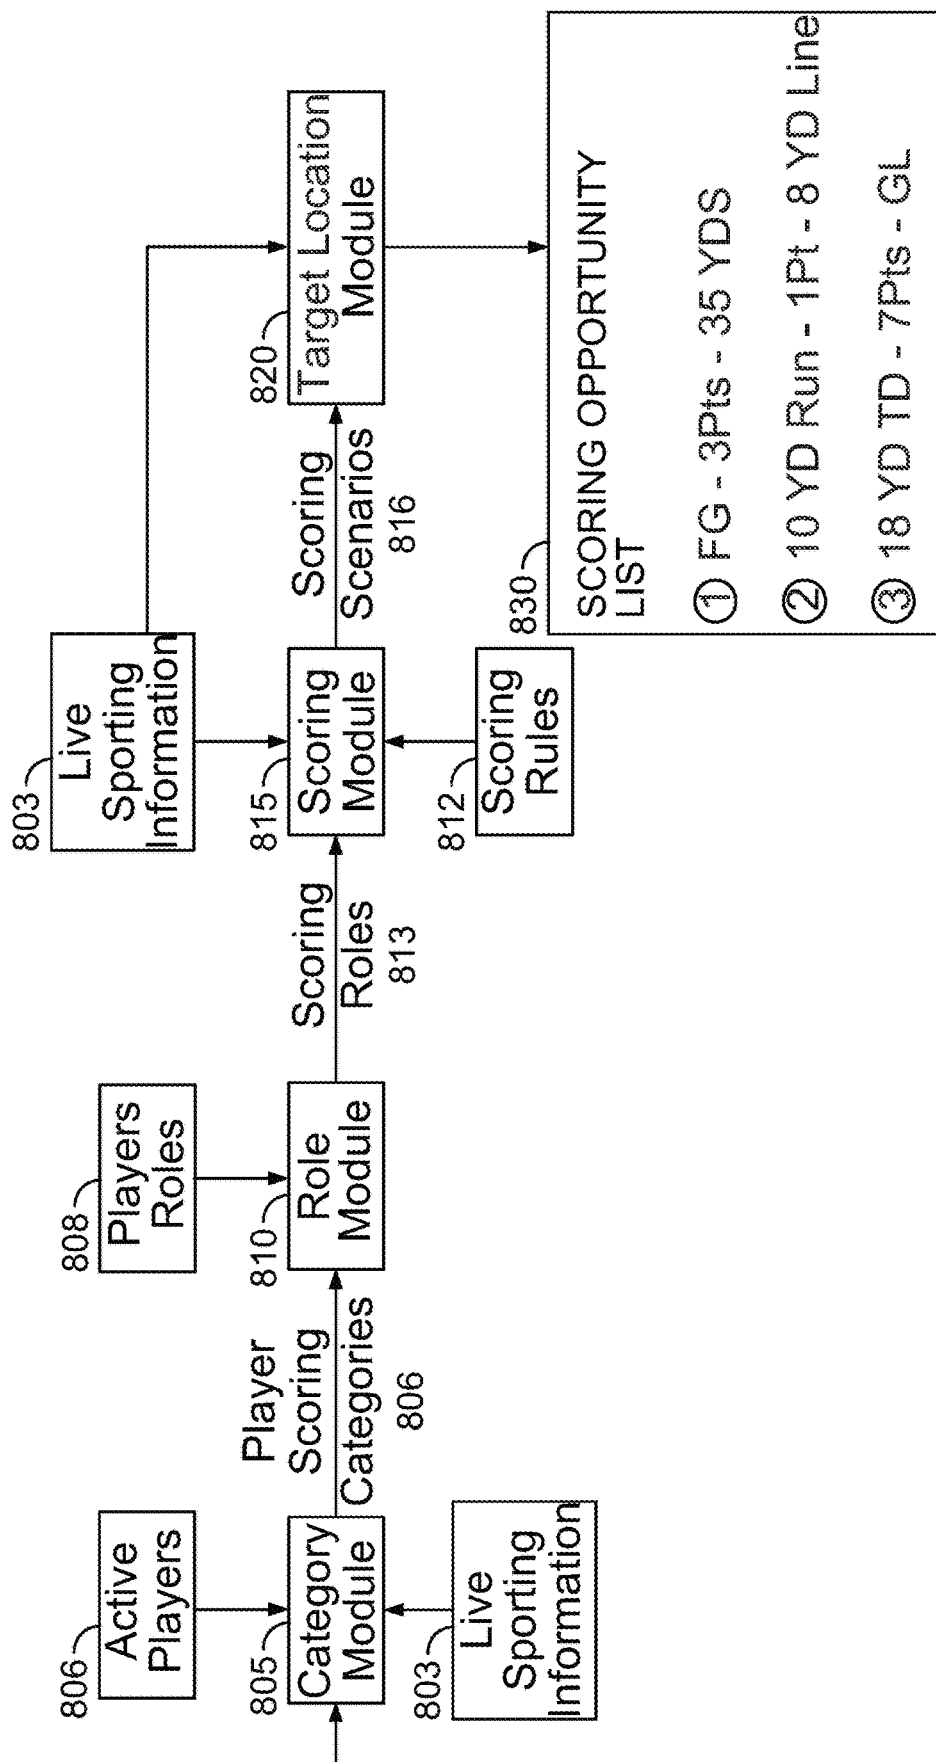 806
Active
Players
805
Category
Module
803
Live
Sporting
Information
Player
Scoring
Categories
806
808
Players
Roles
810
Role
Module
Scoring
Roles
813
803
Live
Sporting
Information
815
Scoring
Module
812
Scoring
Rules
Scoring
Scenarios
816
820
Target Location
Module
830
SCORING OPPORTUNITY
LIST
1 FG - 3Pts - 35 YDS
2 10 YD Run - 1Pt - 8 YD Line
3 18 YD TD - 7Pts - GL